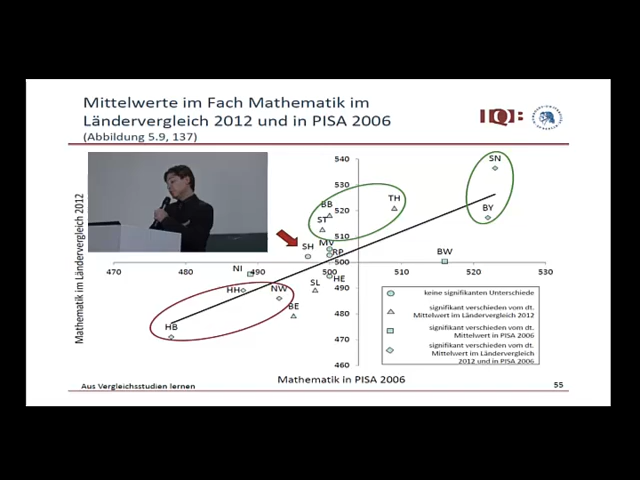 Mittelwerte im Fach Mathematik im
Ländervergleich 2012 und in PISA 2006
(Abbildung 5.9, 137)
IQB
Mathematik im Ländervergleich 2012
540
530
520
510
500
490
480
470
460
470
480
490
500
510
520
530
SN
BY
TH
BB
ST
MV
SH
RP
BW
NI
HE
SL
HH
NW
BE
HB
keine signifikanten Unterschiede
signifikant verschieden vom dt.
Mittelwert im Ländervergleich 2012
signifikant verschieden vom dt.
Mittelwert in PISA 2006
signifikant verschieden vom dt.
Mittelwert im Ländervergleich
2012 und in PISA 2006
Mathematik in PISA 2006
Aus Vergleichsstudien lernen
55